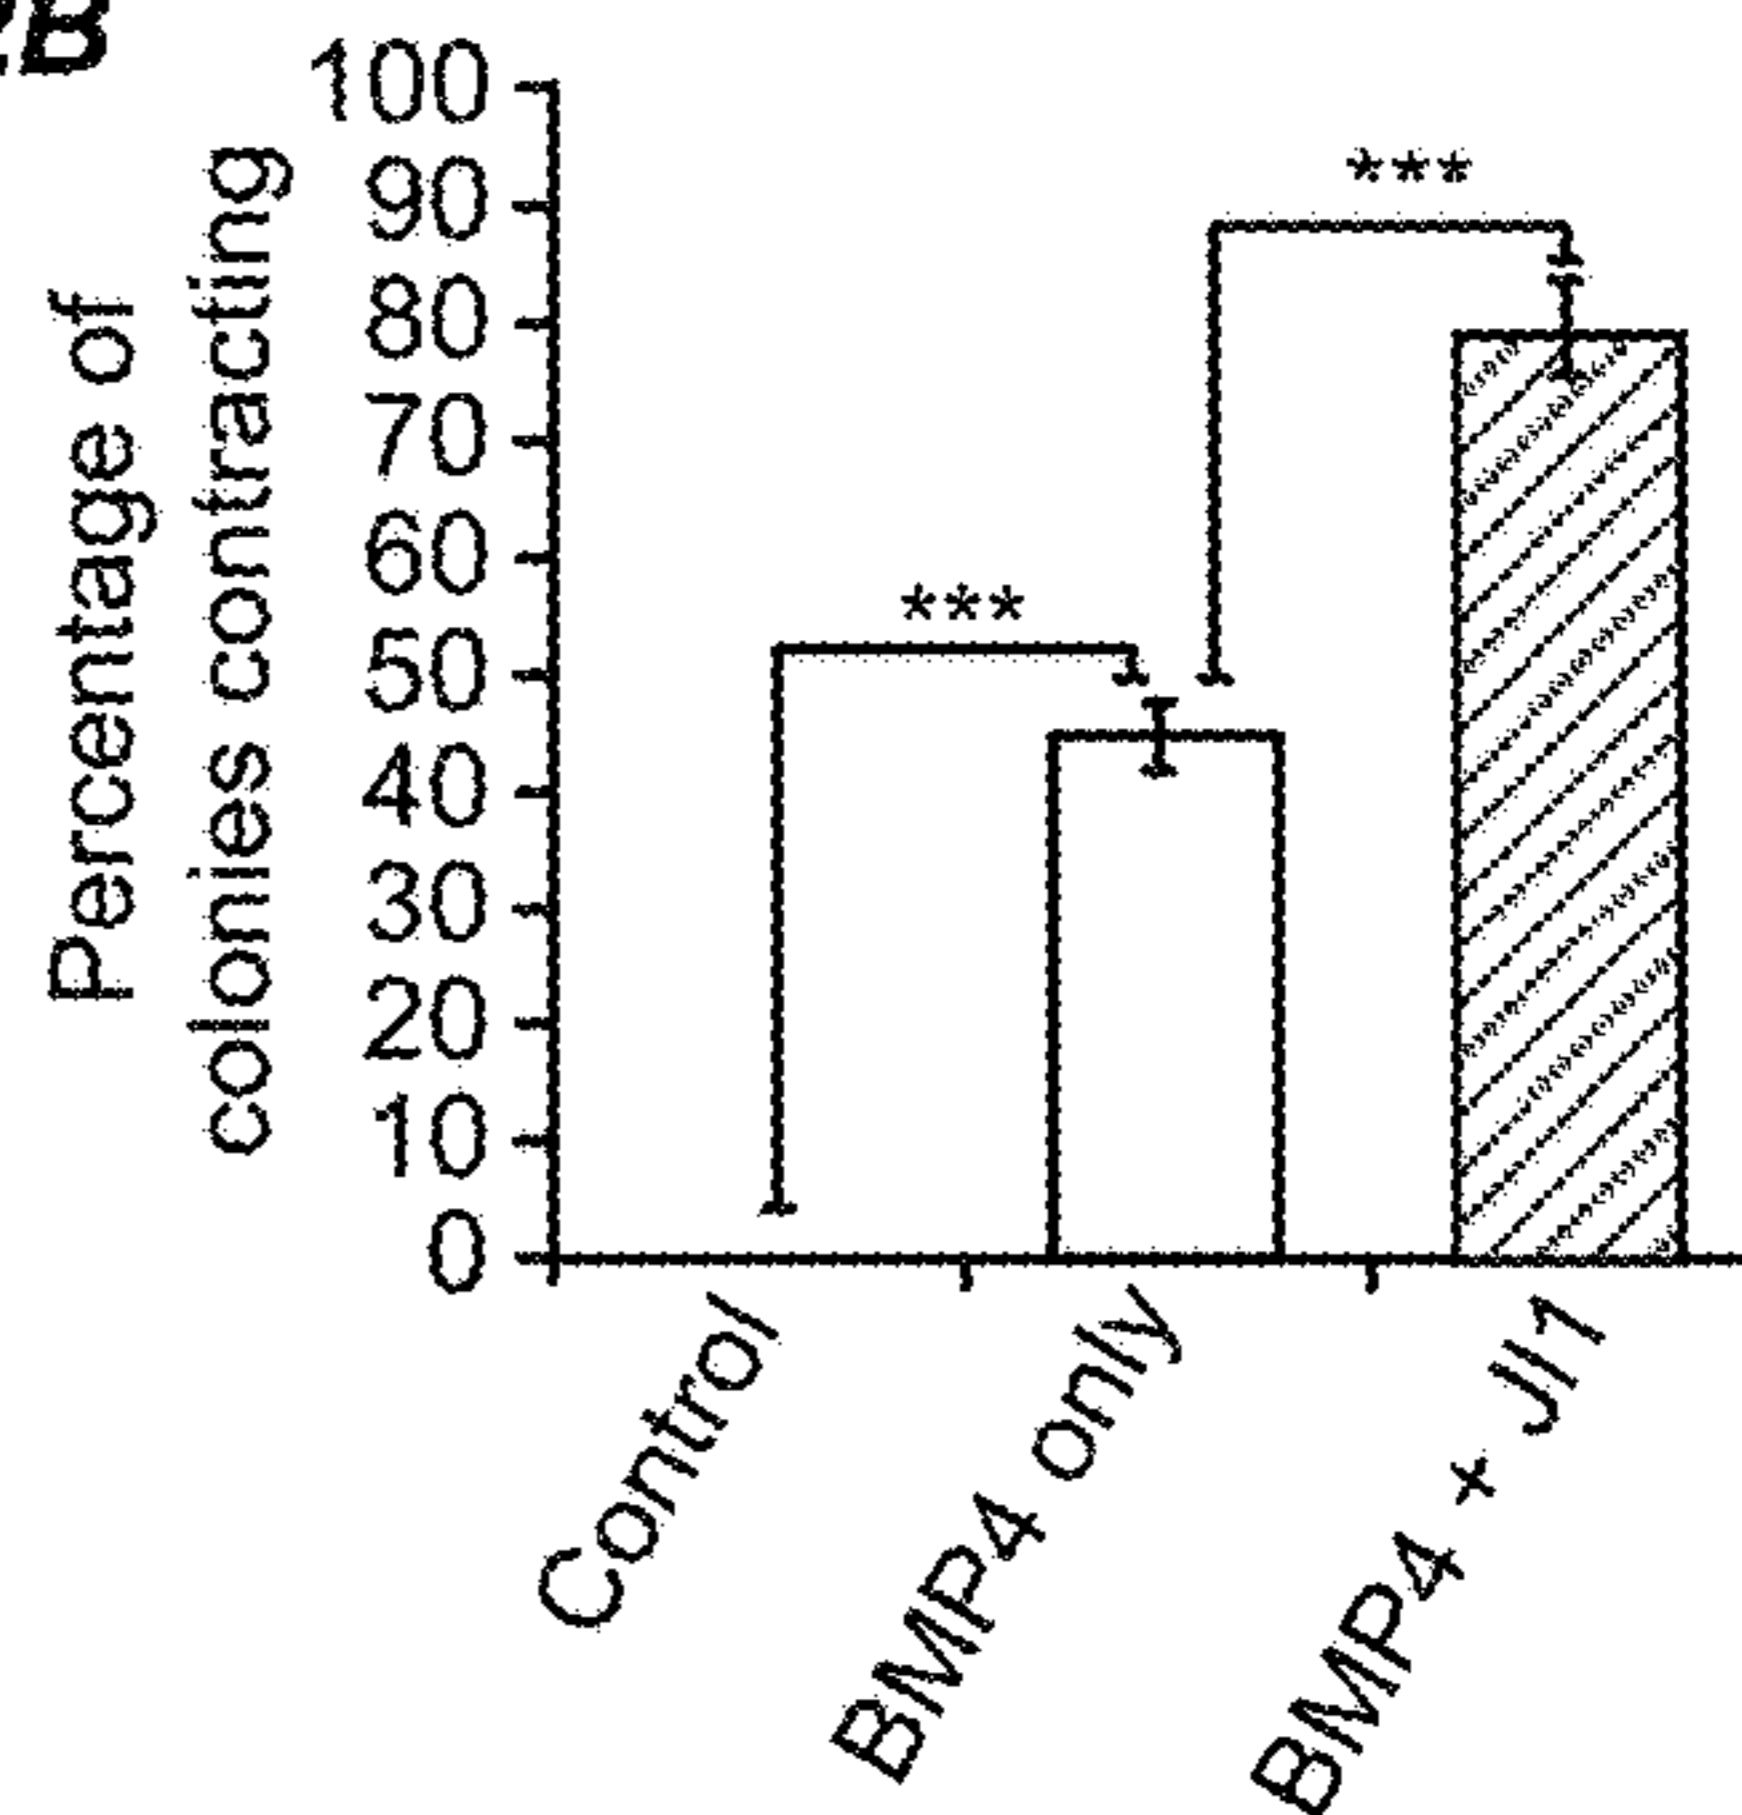 100
90
80
70
60
50
40
30
20
10
0
Percentage of
colonies contracting
***
***
Control
BMP4 only
BMP4 + JI1